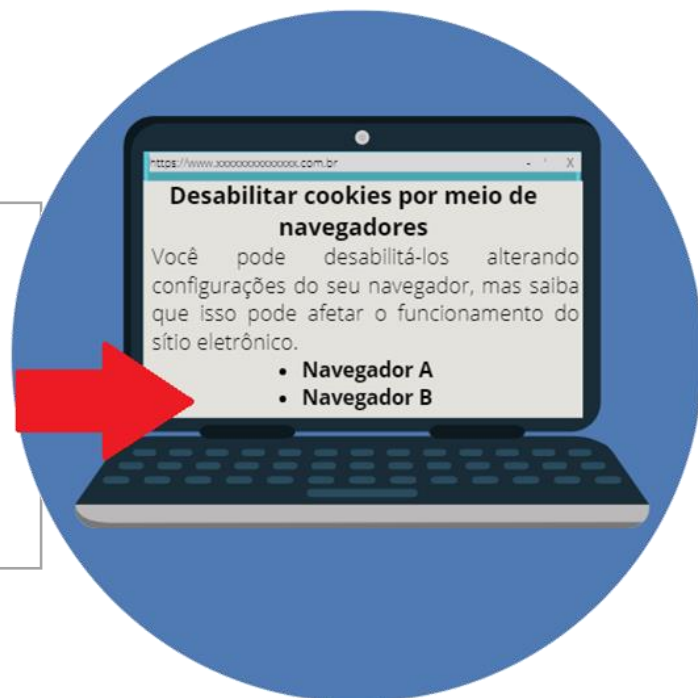 https://www.xxxxxxxxxxxxxx.com.br - ' X
Desabilitar cookies por meio de
navegadores
Você pode desabilitá-los alterando
configurações do seu navegador, mas saiba
que isso pode afetar o funcionamento do
sítio eletrônico.
• Navegador A
• Navegador B